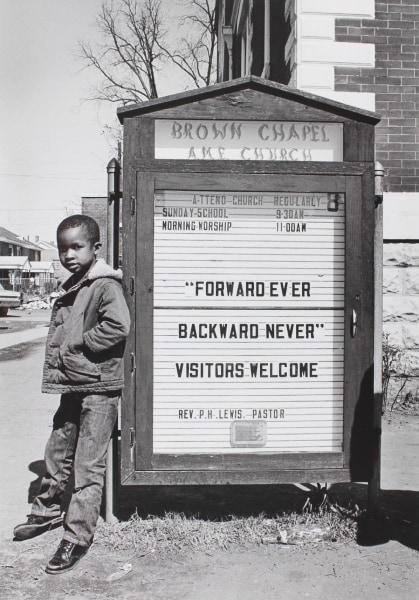 BROWN CHAPEL
AME CHURCH
ATTEND CHURCH REGULARLY
SUNDAY-SCHOOL 9:30AM
MORNING WORSHIP 11:00AM
"FORWARD EVER
BACKWARD NEVER"
VISITORS WELCOME
REV. P.H. LEWIS. PASTOR